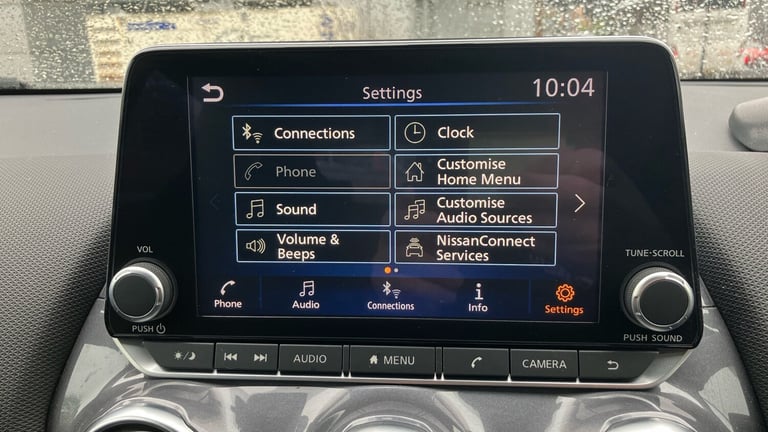 Settings
10:04
Connections
Clock
Phone
Customise
Home Menu
Sound
Customise
Audio Sources
Volume &
Beeps
NissanConnect
Services
Phone
Audio
Connections
Info
Settings
VOL
PUSH
TUNE·SCROLL
PUSH SOUND
AUDIO
MENU
CAMERA